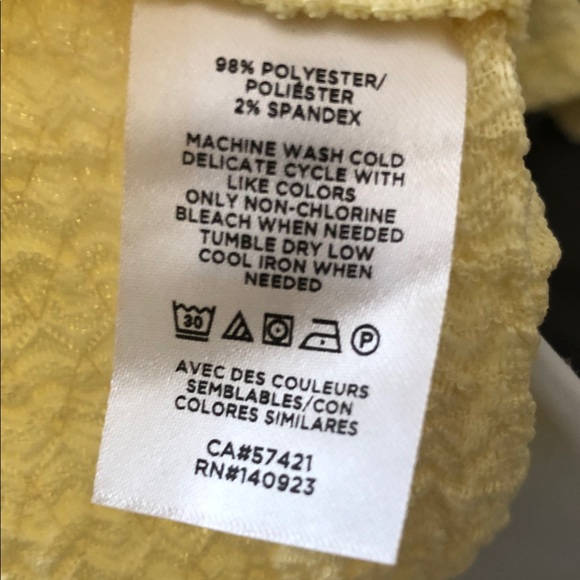 98% POLYESTER/
POLIÉSTER
2% SPANDEX
MACHINE WASH COLD
DELICATE CYCLE WITH
LIKE COLORS
ONLY NON-CHLORINE
BLEACH WHEN NEEDED
TUMBLE DRY LOW
COOL IRON WHEN
NEEDED
30 P
AVEC DES COULEURS
SEMBLABLES/CON
COLORES SIMILARES
CA#57421
RN#140923